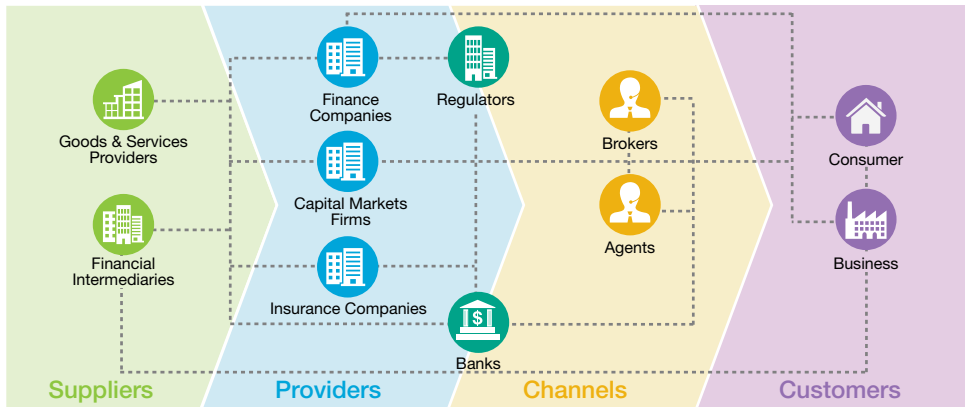 Goods & Services
Providers
Financial
Intermediaries
Suppliers
Finance
Companies
Capital Markets
Firms
Insurance Companies
Providers
Regulators
$
Banks
Brokers
Agents
Channels
Consumer
Business
Customers